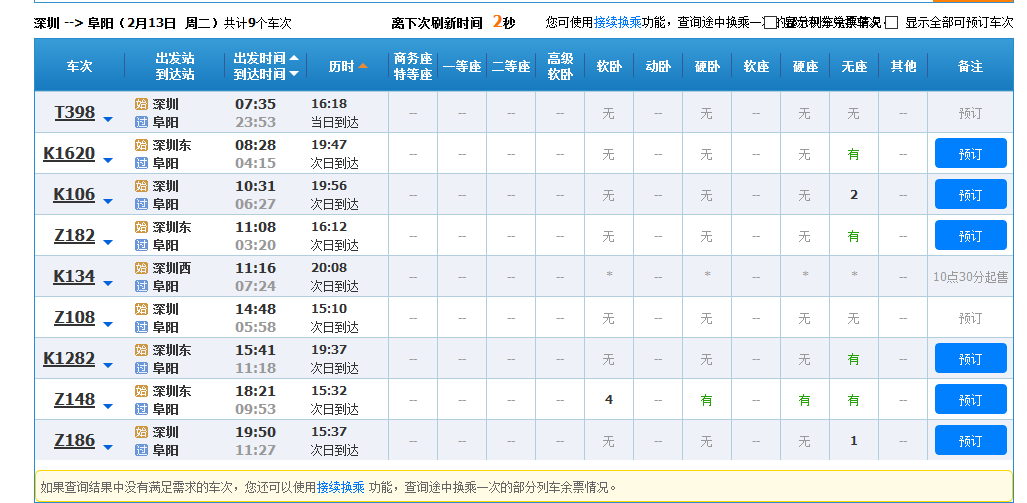 深圳 --> 阜阳（2月13日 周二）共计9个车次 离下次刷新时间 2秒 您可使用接续换乘功能，查询途中换乘一次的部分列车余票情况。 显示全部可预订车次
车次 出发站 到达站 出发时间 到达时间 历时 商务座 特等座 一等座 二等座 高级 软卧 软卧 动卧 硬卧 软座 硬座 无座 其他 备注
T398 始 深圳 07:35 16:18 -- -- -- -- 无 -- 无 -- 无 无 -- 预订
过 阜阳 23:53 当日到达
K1620 始 深圳东 08:28 19:47 -- -- -- -- 无 -- 无 -- 无 有 -- 预订
过 阜阳 04:15 次日到达
K106 始 深圳 10:31 19:56 -- -- -- -- 无 -- 无 -- 无 2 -- 预订
过 阜阳 06:27 次日到达
Z182 始 深圳东 11:08 16:12 -- -- -- -- 无 -- 无 -- 无 有 -- 预订
过 阜阳 03:20 次日到达
K134 始 深圳西 11:16 20:08 -- -- -- -- * -- * -- * * -- 10点30分起售
过 阜阳 07:24 次日到达
Z108 始 深圳 14:48 15:10 -- -- -- -- 无 -- 无 -- 无 无 -- 预订
过 阜阳 05:58 次日到达
K1282 始 深圳东 15:41 19:37 -- -- -- -- 无 -- 无 -- 无 有 -- 预订
过 阜阳 11:18 次日到达
Z148 始 深圳东 18:21 15:32 -- -- -- -- 4 -- 有 -- 有 有 -- 预订
过 阜阳 09:53 次日到达
Z186 始 深圳 19:50 15:37 -- -- -- -- 无 -- 无 -- 无 1 -- 预订
过 阜阳 11:27 次日到达
如果查询结果中没有满足需求的车次，您还可以使用接续换乘 功能，查询途中换乘一次的部分列车余票情况。